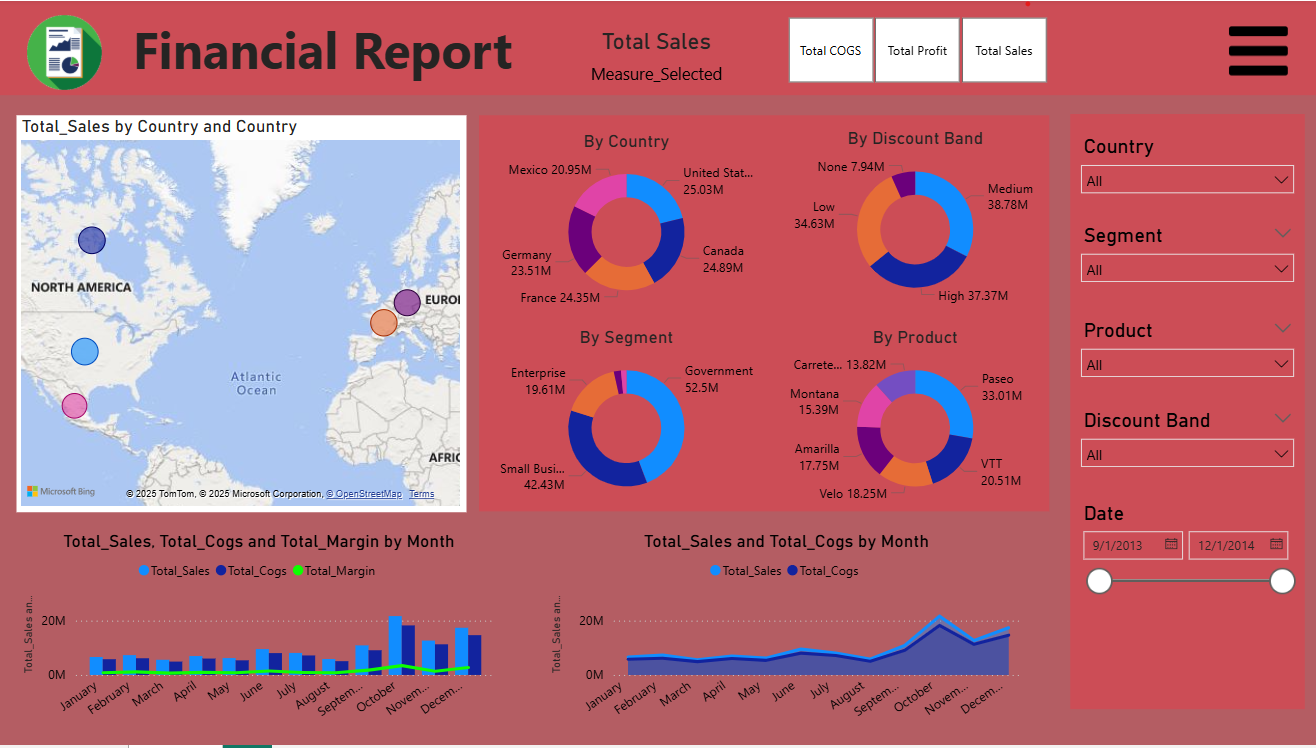 Financial Report
Total Sales
Measure_Selected
Total COGS
Total Profit
Total Sales
Total_Sales by Country and Country
NORTH AMERICA
EUROI
Atlantic
Ocean
AFRIC
Microsoft Bing
© 2025 TomTom, © 2025 Microsoft Corporation, © OpenStreetMap Terms
By Country
Mexico 20.95M
United Stat...
25.03M
Canada
24.89M
France 24.35M
Germany
23.51M
By Discount Band
None 7.94M
Medium
38.78M
Low
34.63M
High 37.37M
By Segment
Enterprise
19.61M
Government
52.5M
Small Busi...
42.43M
By Product
Carrete... 13.82M
Paseo
33.01M
Montana
15.39M
Amarilla
17.75M
VTT
20.51M
Velo 18.25M
Country
All
Segment
All
Product
All
Discount Band
All
Date
9/1/2013
12/1/2014
Total_Sales, Total_Cogs and Total_Margin by Month
Total_Sales Total_Cogs Total_Margin
Total_Sales an...
20M
0M
January
February
March
April
May
June
July
August
Septem...
October
Novem...
Decem...
Total_Sales and Total_Cogs by Month
Total_Sales Total_Cogs
Total_Sales an...
20M
0M
January
February
March
April
May
June
July
August
Septem...
October
Novem...
Decem...